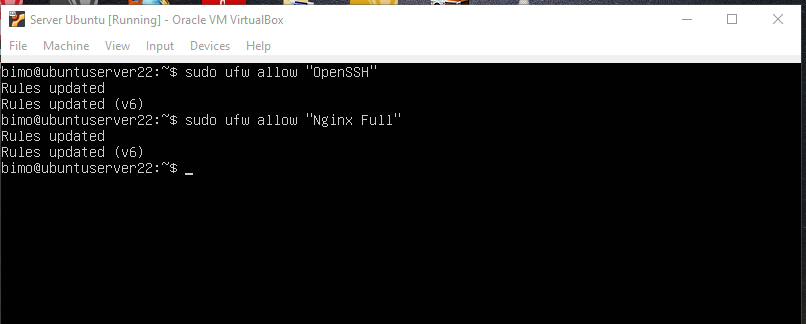 Server Ubuntu [Running] - Oracle VM VirtualBox
File Machine View Input Devices Help
bimo@ubuntuserver22:~$ sudo ufw allow "OpenSSH"
Rules updated
Rules updated (v6)
bimo@ubuntuserver22:~$ sudo ufw allow "Nginx Full"
Rules updated
Rules updated (v6)
bimo@ubuntuserver22:~$ _